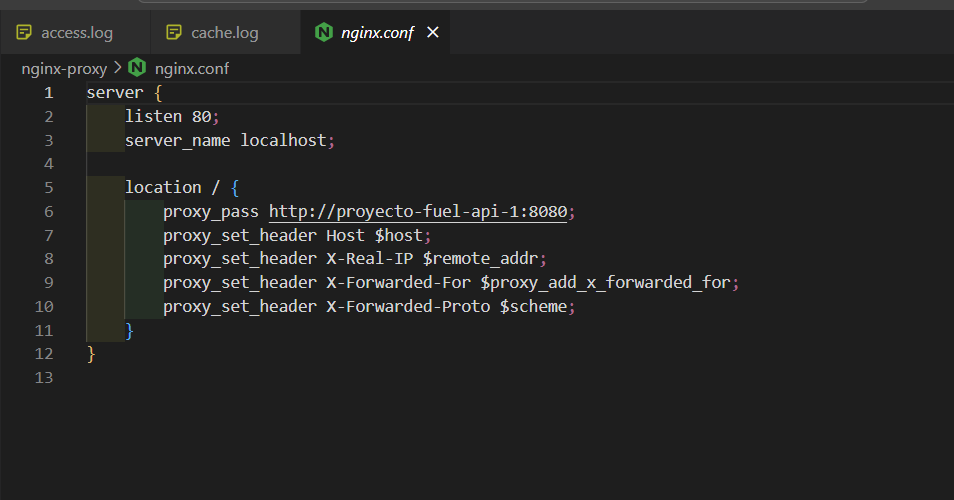 access.log cache.log nginx.conf
nginx-proxy > nginx.conf
1 server {
2     listen 80;
3     server_name localhost;
4
5     location / {
6         proxy_pass http://proyecto-fuel-api-1:8080;
7         proxy_set_header Host $host;
8         proxy_set_header X-Real-IP $remote_addr;
9         proxy_set_header X-Forwarded-For $proxy_add_x_forwarded_for;
10         proxy_set_header X-Forwarded-Proto $scheme;
11     }
12 }
13